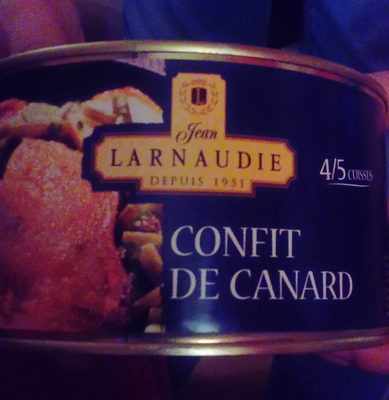 L
Jean
LARNAUDIE
DEPUIS 1951
4/5 CUISSES
CONFIT
DE CANARD